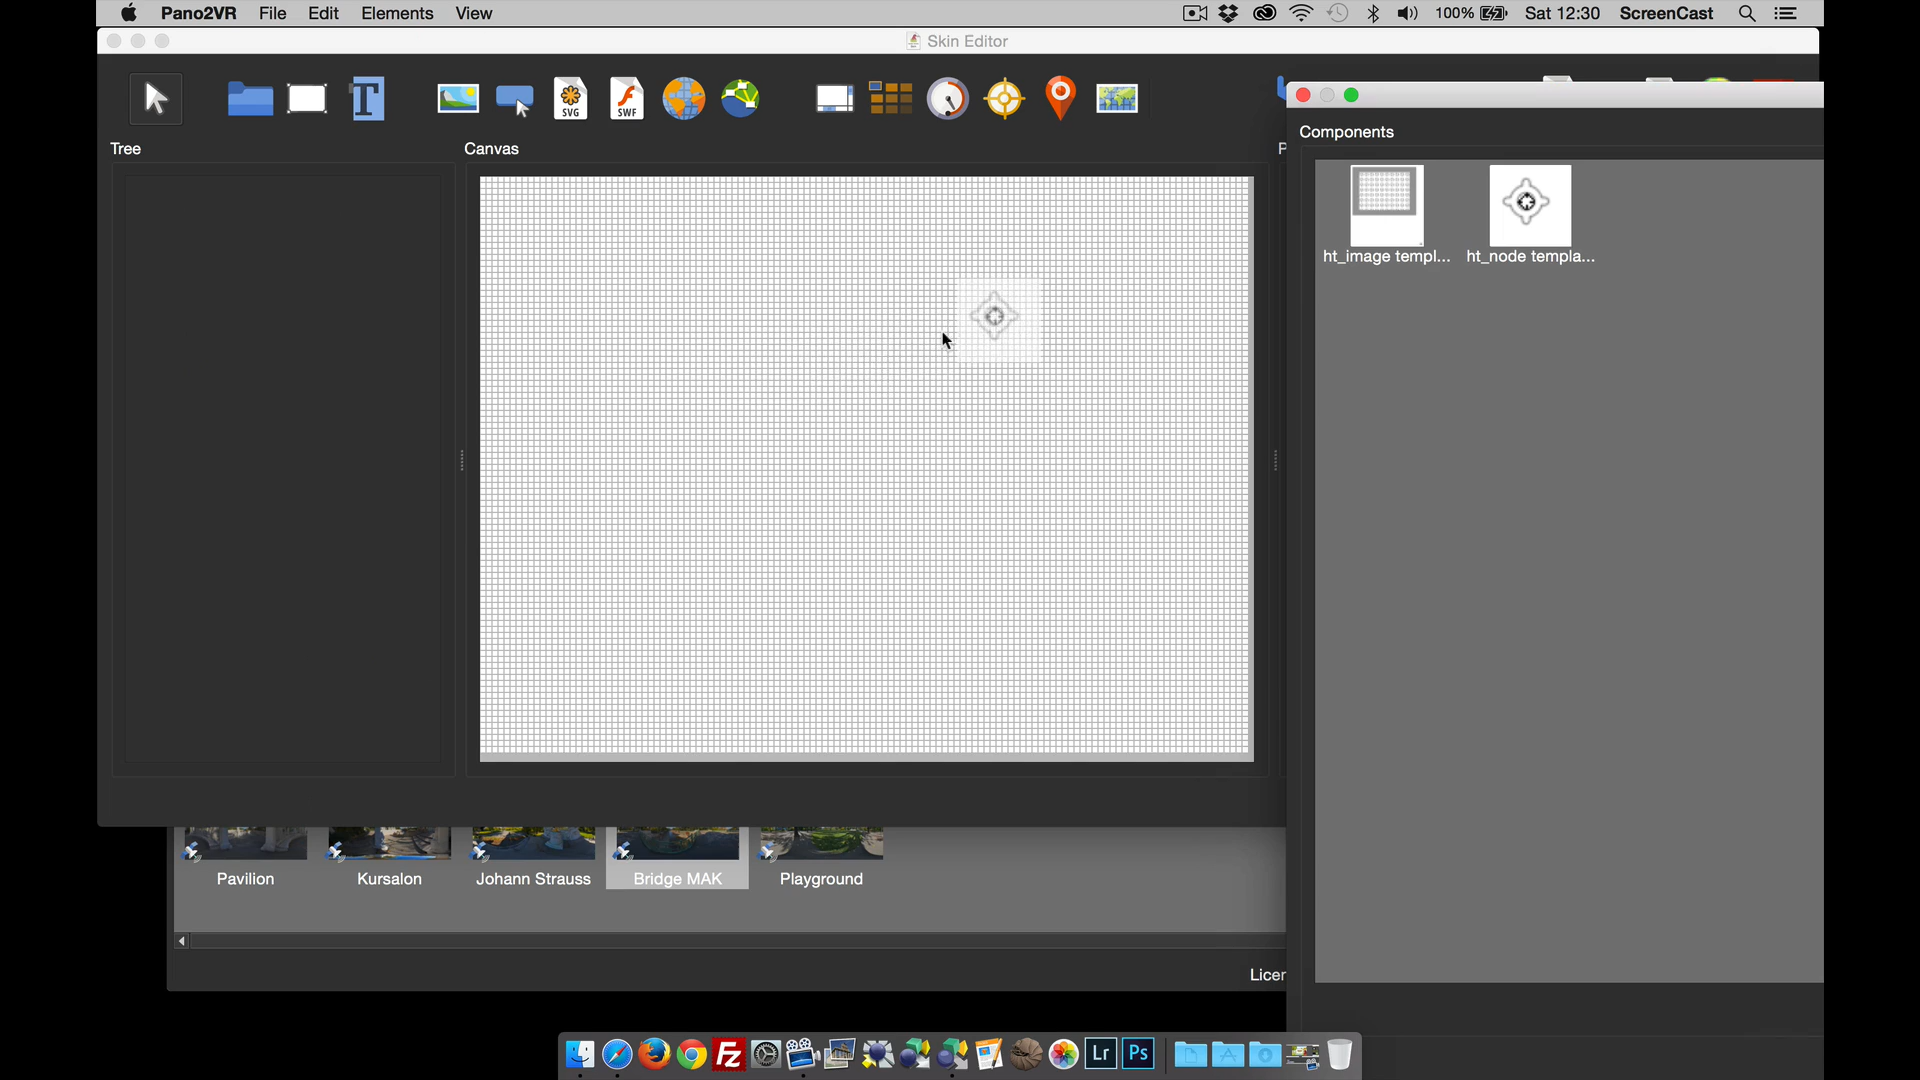 Pano2VR File Edit Elements View 100% Sat 12:30 ScreenCast
Skin Editor
SVG SWF
Tree Canvas P
Components
ht_image templ... ht_node templa...
Pavilion Kursalon Johann Strauss Bridge MAK Playground
Licer
Fz Lr Ps